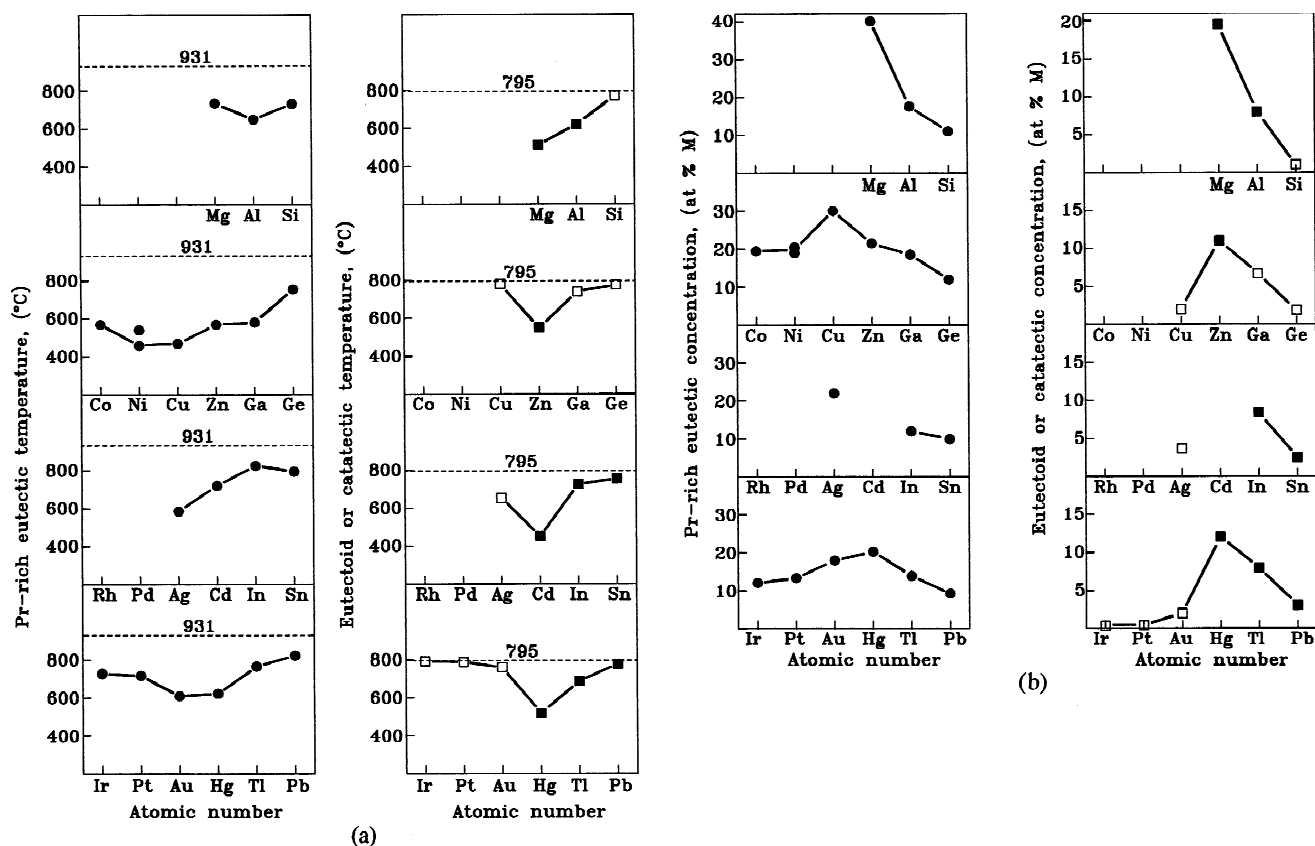 Pr-rich eutectic temperature, (°C)
931
800
600
400
Mg Al Si
931
800
600
400
Co Ni Cu Zn Ga Ge
931
800
600
400
Rh Pd Ag Cd In Sn
931
800
600
400
Ir Pt Au Hg Tl Pb
Atomic number
Eutectoid or catatectic temperature, (°C)
795
800
600
400
Mg Al Si
795
800
600
400
Co Ni Cu Zn Ga Ge
795
800
600
400
Rh Pd Ag Cd In Sn
795
800
600
400
Ir Pt Au Hg Tl Pb
Atomic number
(a)
Pr-rich eutectic concentration, (at % M)
40
30
20
10
Mg Al Si
30
20
10
Co Ni Cu Zn Ga Ge
30
20
10
Rh Pd Ag Cd In Sn
30
20
10
Ir Pt Au Hg Tl Pb
Atomic number
Eutectoid or catatectic concentration, (at % M)
20
15
10
5
Mg Al Si
15
10
5
Co Ni Cu Zn Ga Ge
15
10
5
Rh Pd Ag Cd In Sn
15
10
5
Ir Pt Au Hg Tl Pb
Atomic number
(b)